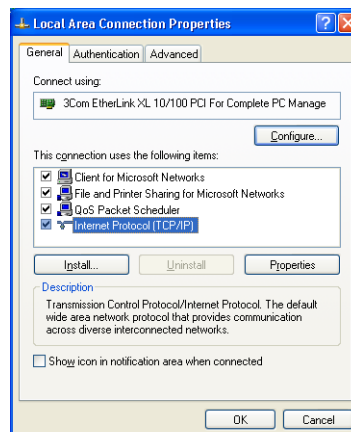 Local Area Connection Properties
General Authentication Advanced
Connect using:
3Com EtherLink XL 10/100 PCI For Complete PC Manage
Configure...
This connection uses the following items:
Client for Microsoft Networks
File and Printer Sharing for Microsoft Networks
QoS Packet Scheduler
Internet Protocol (TCP/IP)
Install... Uninstall Properties
Description
Transmission Control Protocol/Internet Protocol. The default
wide area network protocol that provides communication
across diverse interconnected networks.
Show icon in notification area when connected
OK Cancel